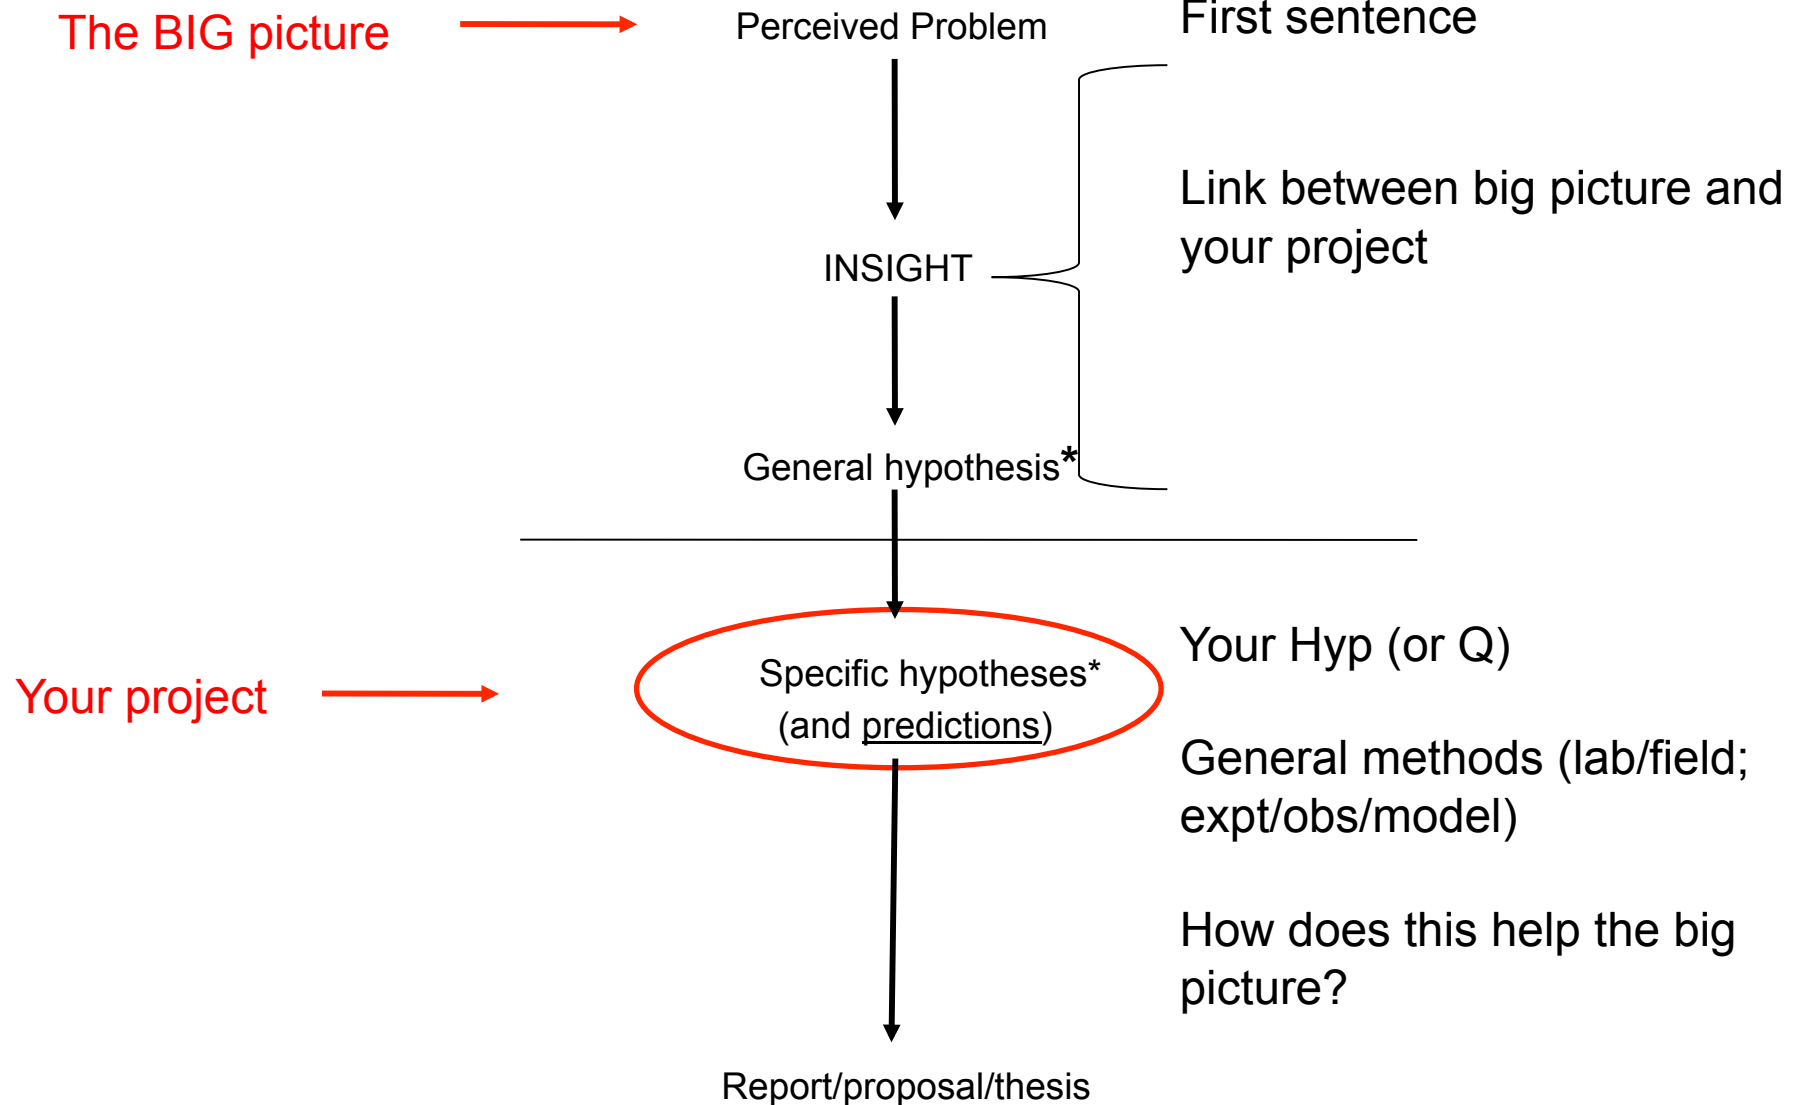 The BIG picture
Perceived Problem
First sentence
Link between big picture and
your project
INSIGHT
General hypothesis*
Your project
Specific hypotheses*
(and predictions)
Your Hyp (or Q)
General methods (lab/field;
expt/obs/model)
How does this help the big
picture?
Report/proposal/thesis